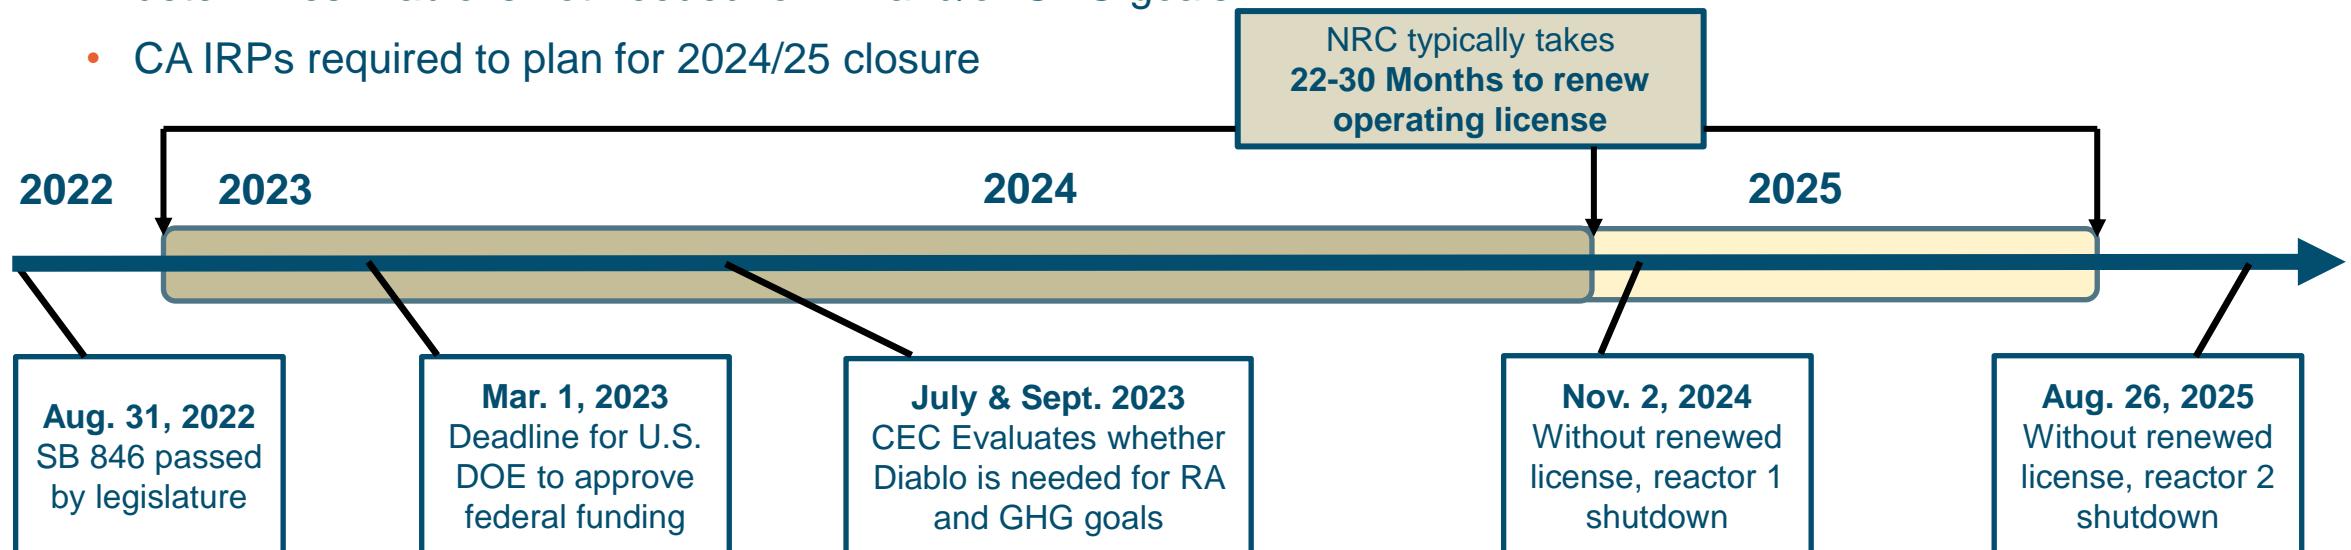 • CA IRPs required to plan for 2024/25 closure
NRC typically takes
22-30 Months to renew
operating license
2022 2023 2024 2025
Aug. 31, 2022
SB 846 passed
by legislature
Mar. 1, 2023
Deadline for U.S.
DOE to approve
federal funding
July & Sept. 2023
CEC Evaluates whether
Diablo is needed for RA
and GHG goals
Nov. 2, 2024
Without renewed
license, reactor 1
shutdown
Aug. 26, 2025
Without renewed
license, reactor 2
shutdown